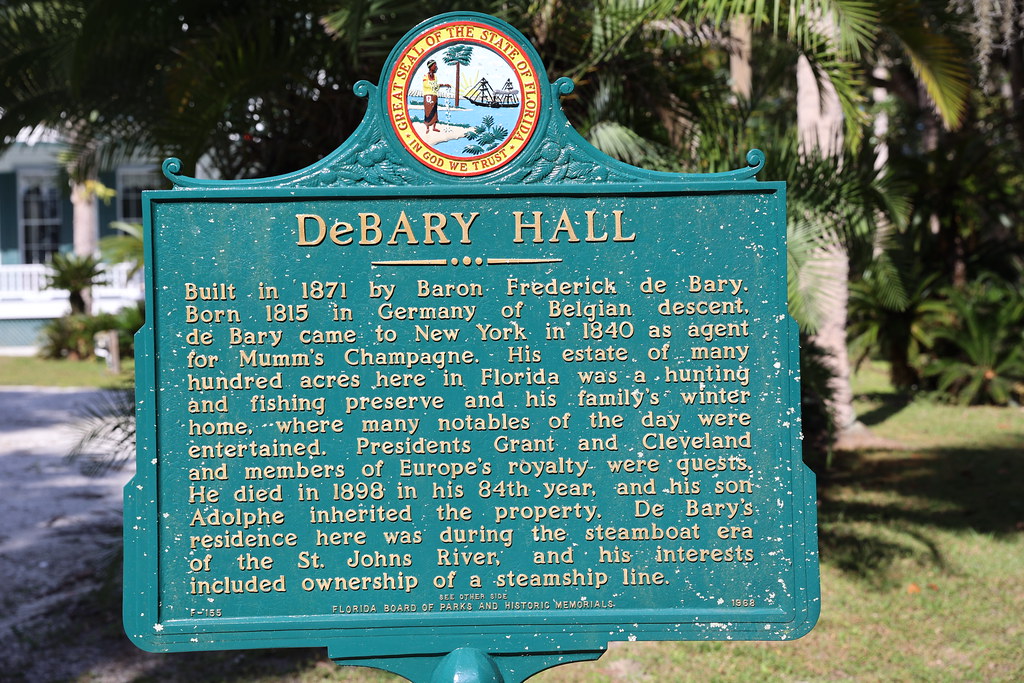 GREAT SEAL OF THE STATE OF FLORIDA
• IN GOD WE TRUST •
DeBARY HALL
Built in 1871 by Baron Frederick de Bary.
Born 1815 in Germany of Belgian descent,
de Bary came to New York in 1840 as agent
for Mumm's Champagne. His estate of many
hundred acres here in Florida was a hunting
and fishing preserve and his family's winter
home, where many notables of the day were
entertained. Presidents Grant and Cleveland
and members of Europe's royalty were guests.
He died in 1898 in his 84th year, and his son
Adolphe inherited the property. De Bary's
residence here was during the steamboat era
of the St. Johns River, and his interests
included ownership of a steamship line.
SEE OTHER SIDE
F-155 FLORIDA BOARD OF PARKS AND HISTORIC MEMORIALS 1968